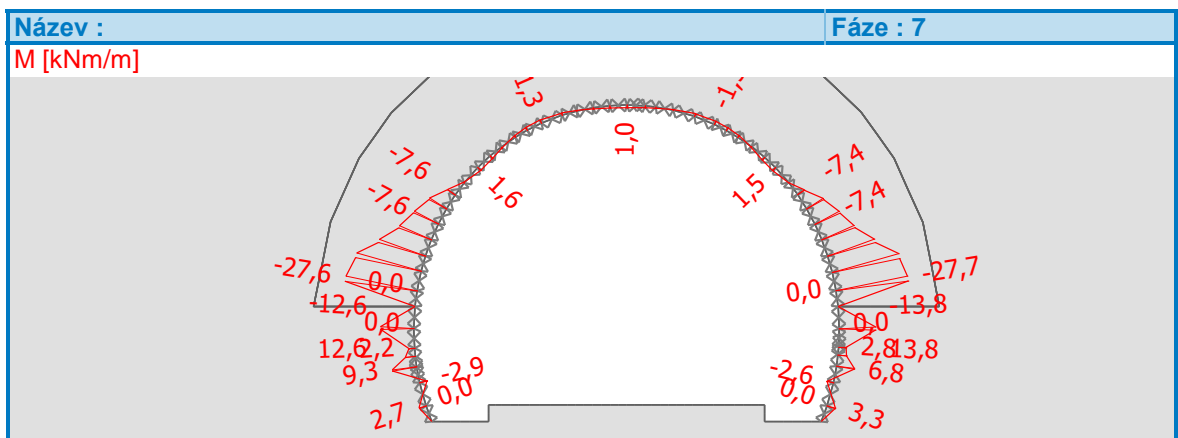 Název : Fáze : 7
M [kNm/m]
1,0
-7,6 -7,4
1,6 1,5
-7,6 -7,4
-27,6 0,0 0,0 -27,7
-12,6 -13,8
0,0 0,0
12,6 2,2 2,8 13,8
9,3 -2,9 -2,6 6,8
0,0 0,0
2,7 3,3